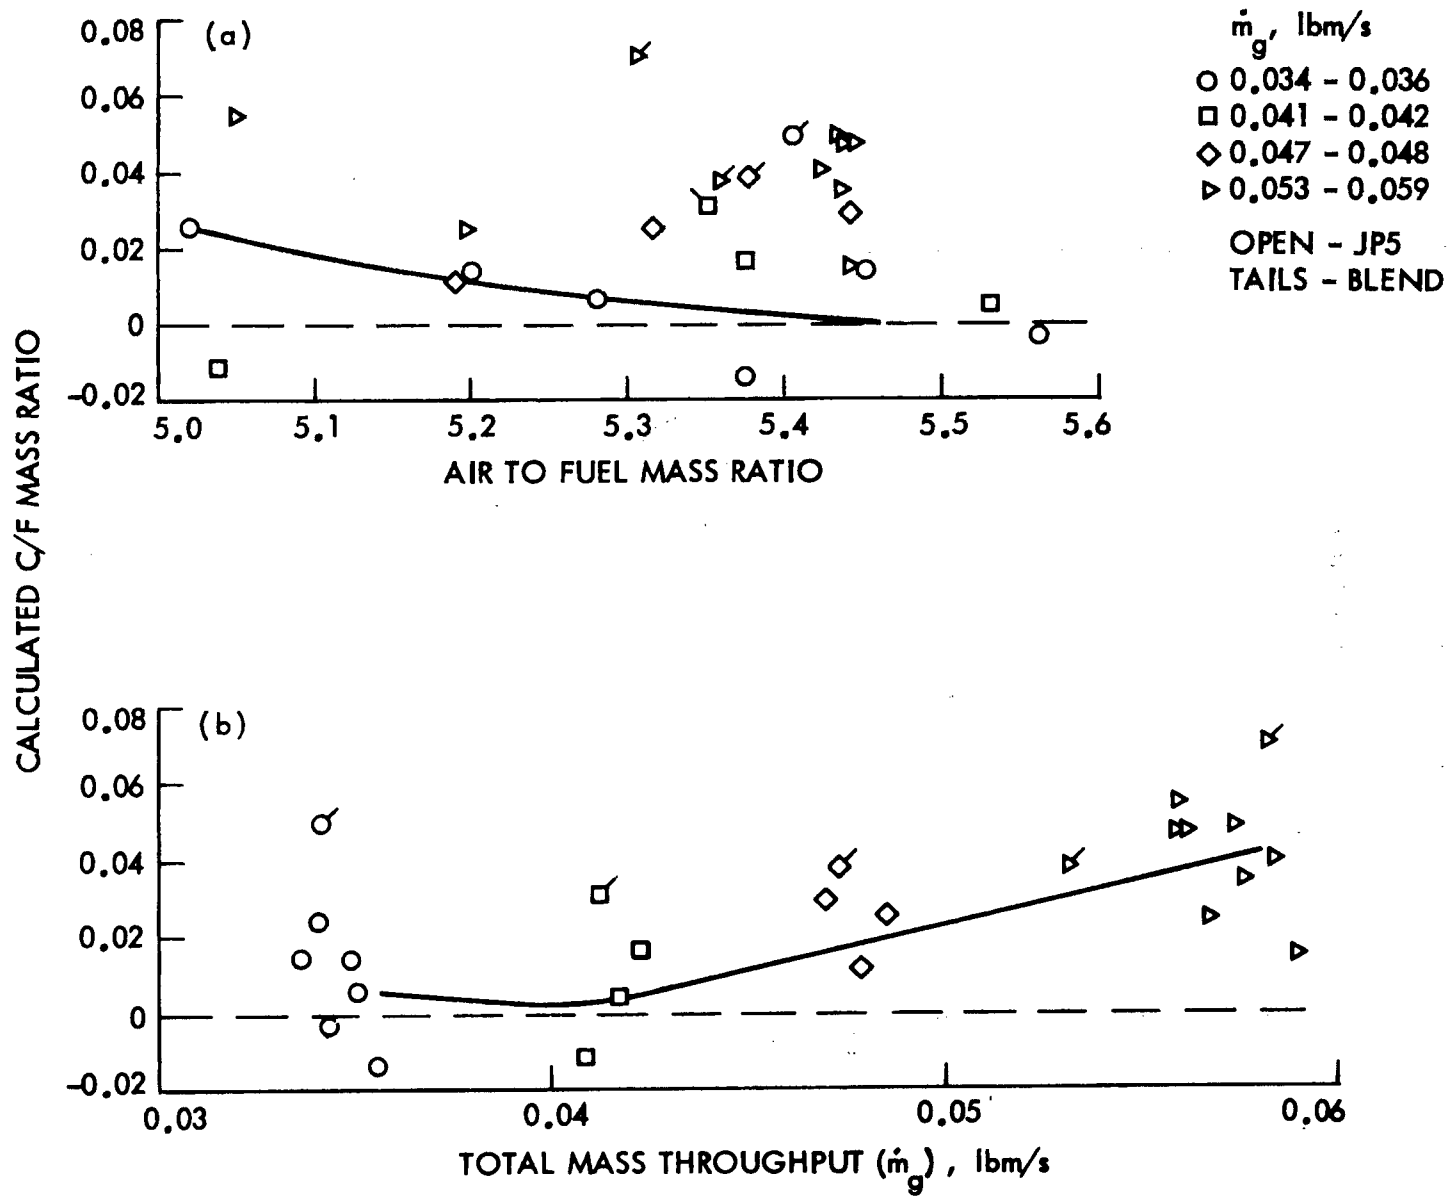 (a)
0.08
0.06
0.04
0.02
0
-0.02
5.0 5.1 5.2 5.3 5.4 5.5 5.6
AIR TO FUEL MASS RATIO
ṁg, lbm/s
0.034 - 0.036
0.041 - 0.042
0.047 - 0.048
0.053 - 0.059
OPEN - JP5
TAILS - BLEND
CALCULATED C/F MASS RATIO
(b)
0.08
0.06
0.04
0.02
0
-0.02
0.03 0.04 0.05 0.06
TOTAL MASS THROUGHPUT (ṁg), lbm/s